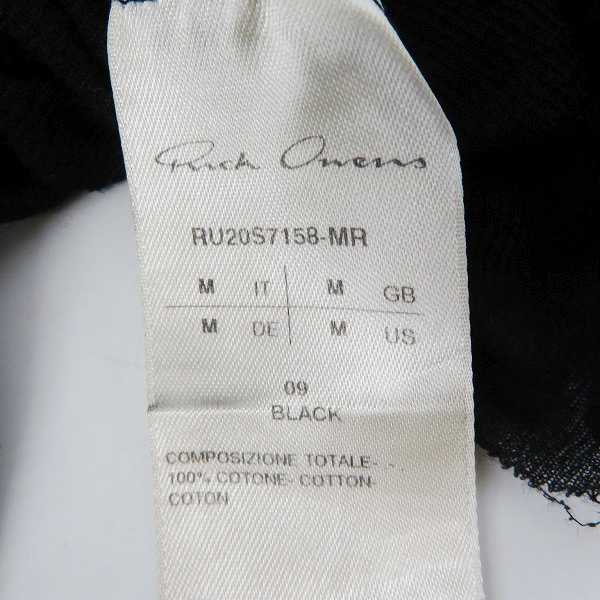 Rick Owens
RU20S7158-MR
M IT M GB
M DE M US
09
BLACK
COMPOSIZIONE TOTALE-
100% COTONE- COTTON-
COTON